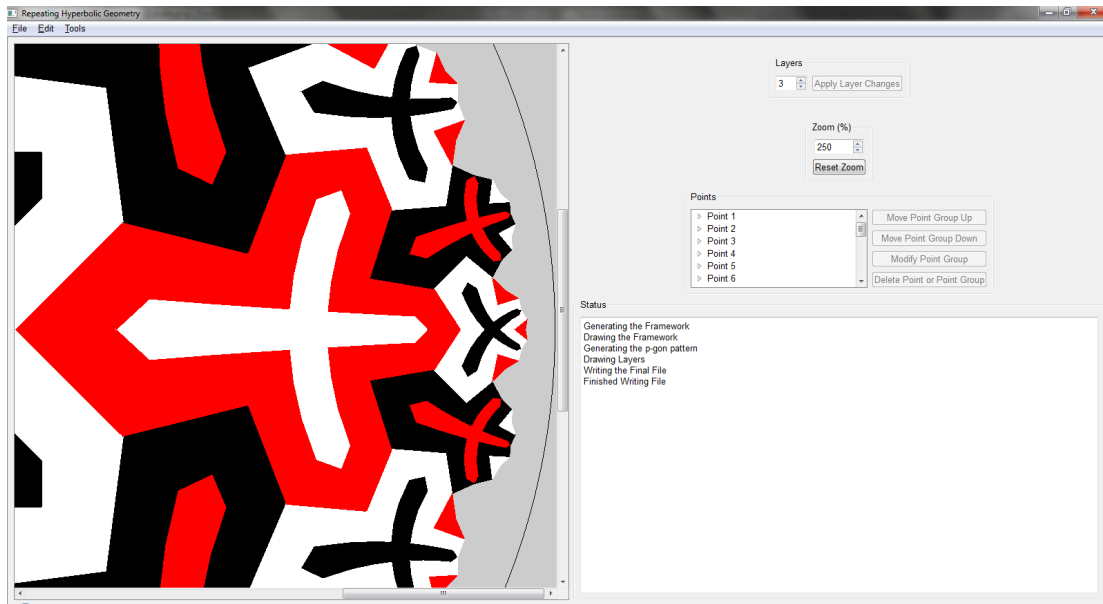 Repeating Hyperbolic Geometry
File Edit Tools
Layers
3 Apply Layer Changes
Zoom (%)
250
Reset Zoom
Points
Point 1
Point 2
Point 3
Point 4
Point 5
Point 6
Move Point Group Up
Move Point Group Down
Modify Point Group
Delete Point or Point Group
Status
Generating the Framework
Drawing the Framework
Generating the p-gon pattern
Drawing Layers
Writing the Final File
Finished Writing File